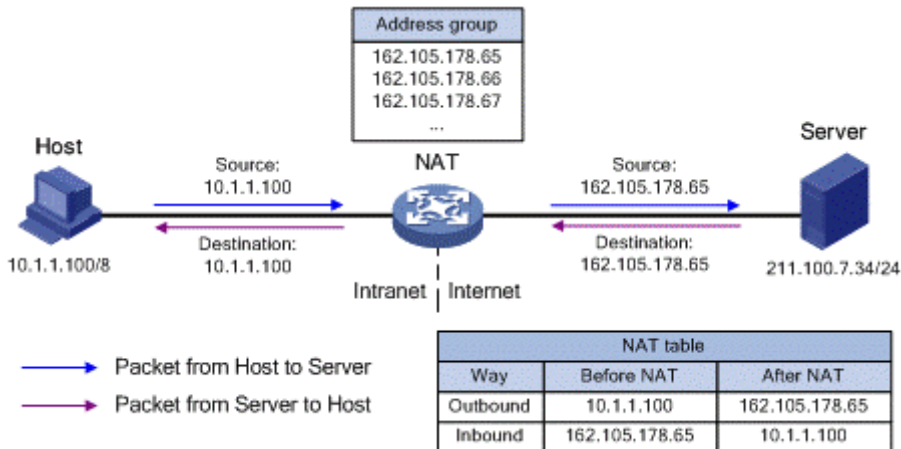 Address group
162.105.178.65
162.105.178.66
162.105.178.67
...
Host
NAT
Server
Source:
10.1.1.100
Source:
162.105.178.65
Destination:
10.1.1.100
Destination:
162.105.178.65
10.1.1.100/8
211.100.7.34/24
Intranet
Internet
Packet from Host to Server
Packet from Server to Host
NAT table
Way Before NAT After NAT
Outbound 10.1.1.100 162.105.178.65
Inbound 162.105.178.65 10.1.1.100